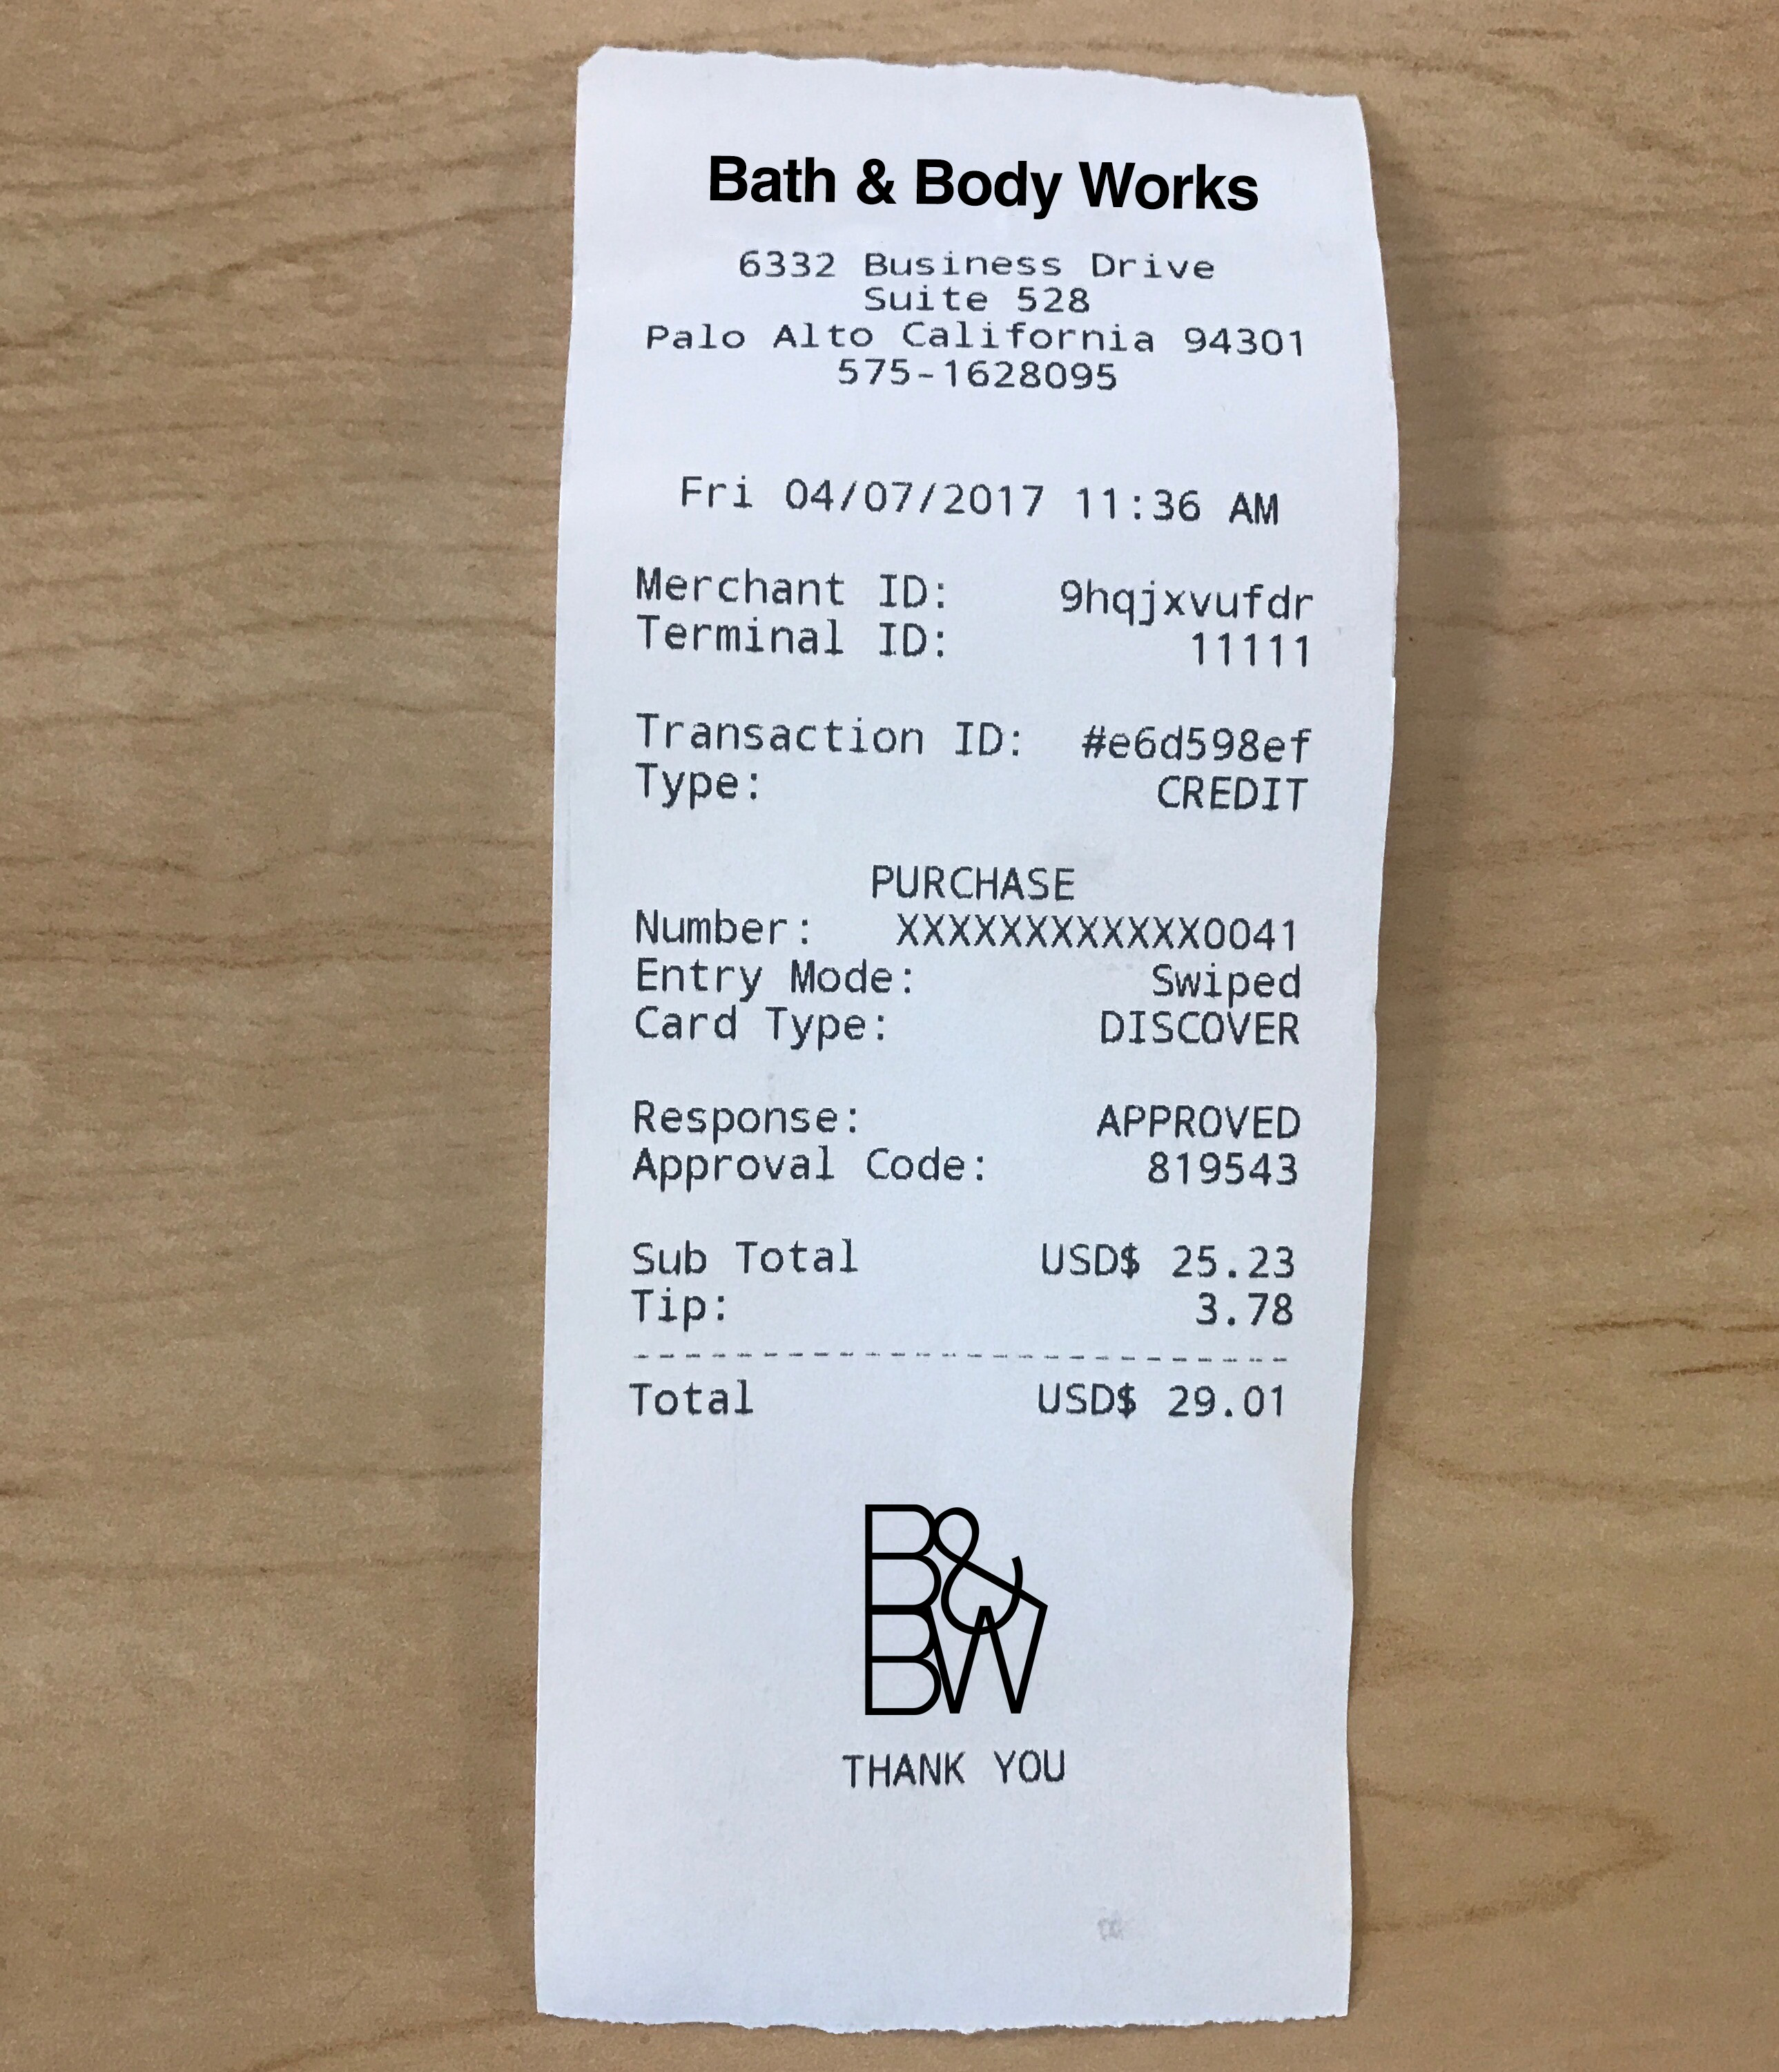 Bath & Body Works
6332 Business Drive
Suite 528
Palo Alto California 94301
575-1628095
Fri 04/07/2017 11:36 AM
Merchant ID: 9hqjxvufdr
Terminal ID: 11111
Transaction ID: #e6d598ef
Type: CREDIT
PURCHASE
Number: XXXXXXXXXXXX0041
Entry Mode: Swiped
Card Type: DISCOVER
Response: APPROVED
Approval Code: 819543
Sub Total USD$ 25.23
Tip: 3.78
--------------------------
Total USD$ 29.01
B&
B
BW
THANK YOU